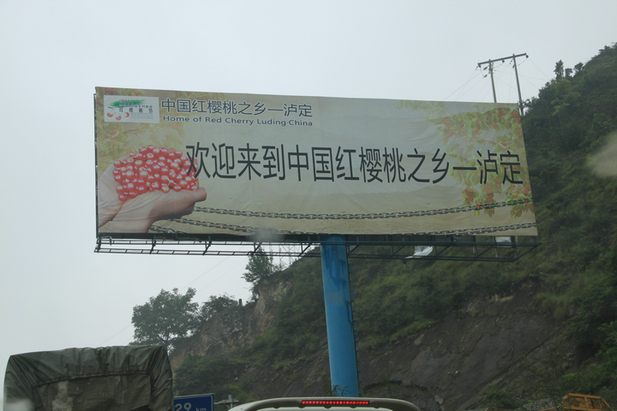 中国红樱桃之乡—泸定
Home of Red Cherry Luding·China
欢迎来到中国红樱桃之乡—泸定
29